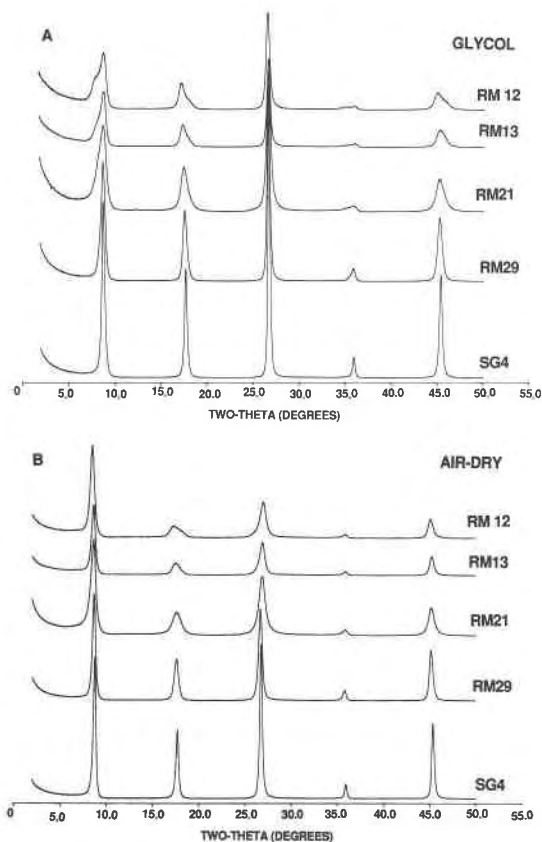 A
GLYCOL
RM 12
RM13
RM21
RM29
SG4
0 5,0 10.0 15.0 20.0 25.0 30.0 35.0 40.0 45.0 50.0 55,0
TWO-THETA (DEGREES)
B
AIR-DRY
RM 12
RM13
RM21
RM29
SG4
0 5,0 10.0 15.0 20.0 25.0 30.0 35.0 40.0 45.0 50.0 55.0
TWO-THETA (DEGREES)